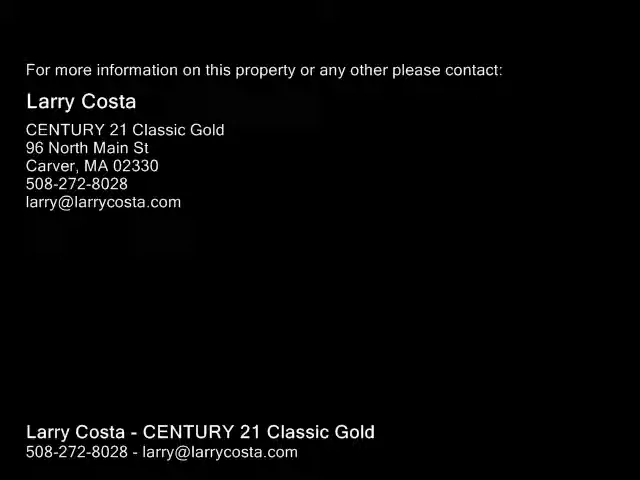 For more information on this property or any other please contact:
Larry Costa
CENTURY 21 Classic Gold
96 North Main St
Carver, MA 02330
508-272-8028
larry@larrycosta.com
Larry Costa - CENTURY 21 Classic Gold
508-272-8028 - larry@larrycosta.com